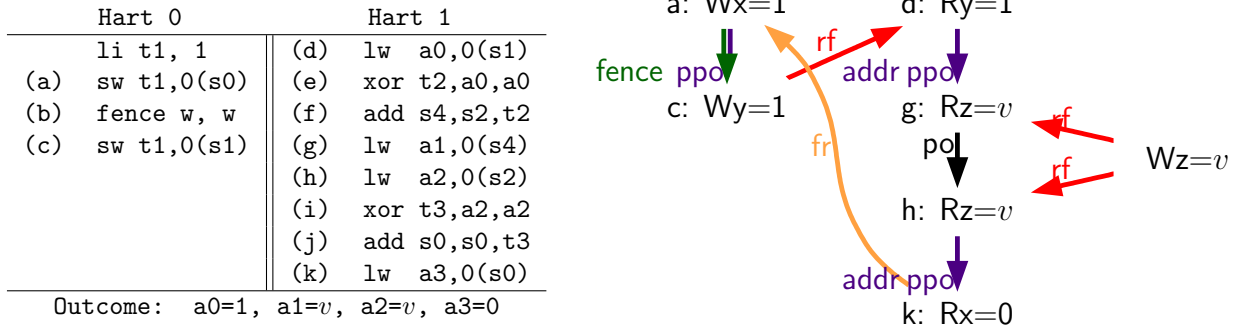 Hart 0 Hart 1
li t1, 1 (d) lw a0,0(s1)
(a) sw t1,0(s0) (e) xor t2,a0,a0
(b) fence w, w (f) add s4,s2,t2
(c) sw t1,0(s1) (g) lw a1,0(s4)
(h) lw a2,0(s2)
(i) xor t3,a2,a2
(j) add s0,s0,t3
(k) lw a3,0(s0)
Outcome: a0=1, a1=v, a2=v, a3=0
a: Wx=1 d: Ry=1
rf
fence ppo addr ppo
c: Wy=1 g: Rz=v
rf
fr po
Wz=v
rf
h: Rz=v
addr ppo
k: Rx=0